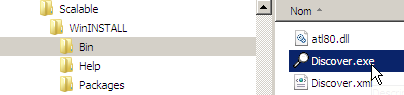 Scalable
WinINSTALL
Bin
Help
Packages
Nom
atl80.dll
Discover.exe
Discover.xml